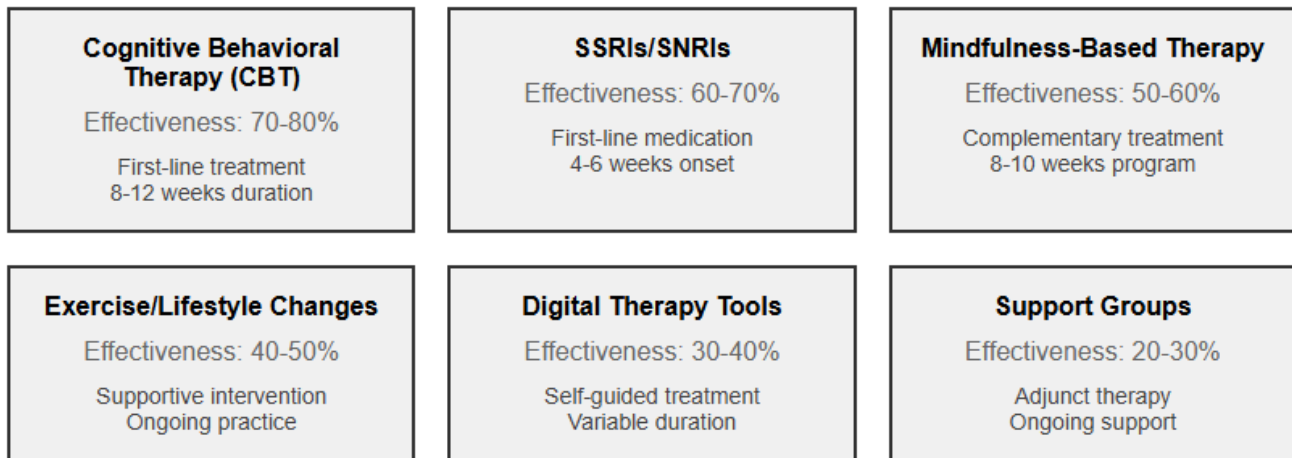 Cognitive Behavioral
Therapy (CBT)
Effectiveness: 70-80%
First-line treatment
8-12 weeks duration
SSRIs/SNRIs
Effectiveness: 60-70%
First-line medication
4-6 weeks onset
Mindfulness-Based Therapy
Effectiveness: 50-60%
Complementary treatment
8-10 weeks program
Exercise/Lifestyle Changes
Effectiveness: 40-50%
Supportive intervention
Ongoing practice
Digital Therapy Tools
Effectiveness: 30-40%
Self-guided treatment
Variable duration
Support Groups
Effectiveness: 20-30%
Adjunct therapy
Ongoing support